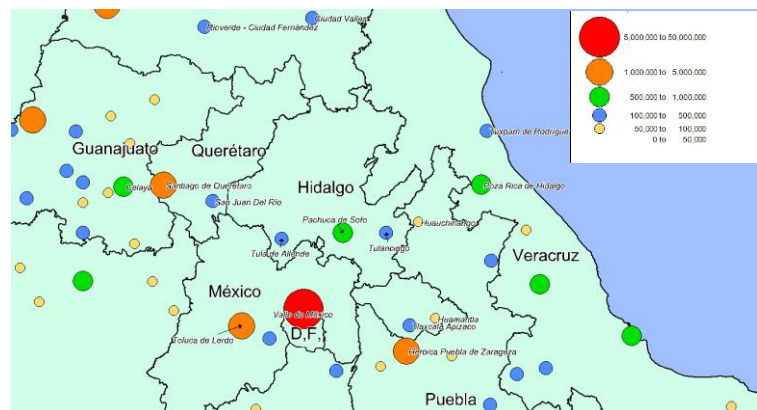 Rioverde - Ciudad Fernández
Ciudad Valles
5,000,000 to 50,000,000
1,000,000 to 5,000,000
500,000 to 1,000,000
100,000 to 500,000
50,000 to 100,000
0 to 50,000
Tuxpam de Rodríguez
Guanajuato
Querétaro
Celaya
Santiago de Querétaro
Hidalgo
Poza Rica de Hidalgo
San Juan Del Río
Pachuca de Soto
Huauchinango
Tula de Allende
Tulancingo
Veracruz
México
Valle de México
D,F,
Toluca de Lerdo
Huamantla
Tlaxcala Apizaco
Heróica Puebla de Zaragoza
Puebla